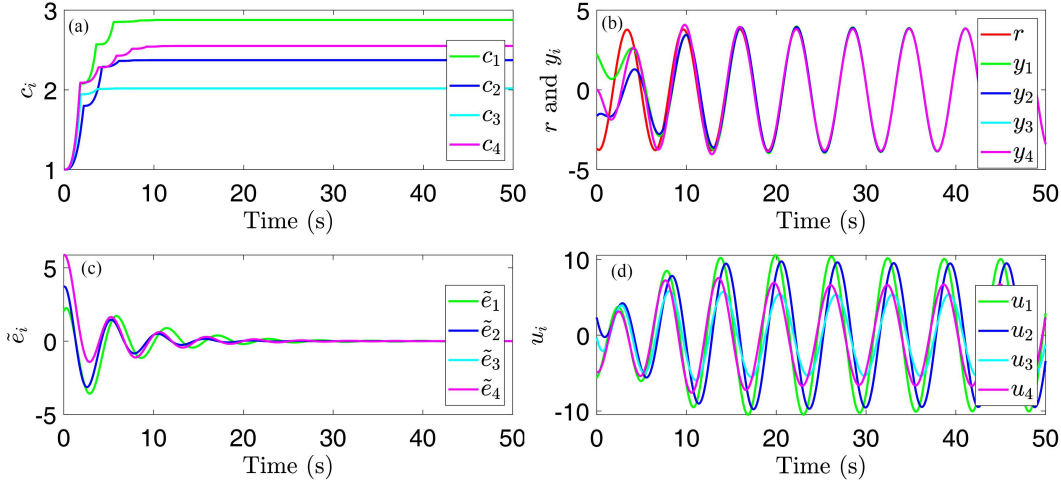 (a)
3
2
1
c_i
c_1
c_2
c_3
c_4
0 10 20 30 40 50
Time (s)
(b)
5
0
-5
r and y_i
r
y_1
y_2
y_3
y_4
0 10 20 30 40 50
Time (s)
(c)
5
0
-5
ẽ_i
ẽ_1
ẽ_2
ẽ_3
ẽ_4
0 10 20 30 40 50
Time (s)
(d)
10
0
-10
u_i
u_1
u_2
u_3
u_4
0 10 20 30 40 50
Time (s)